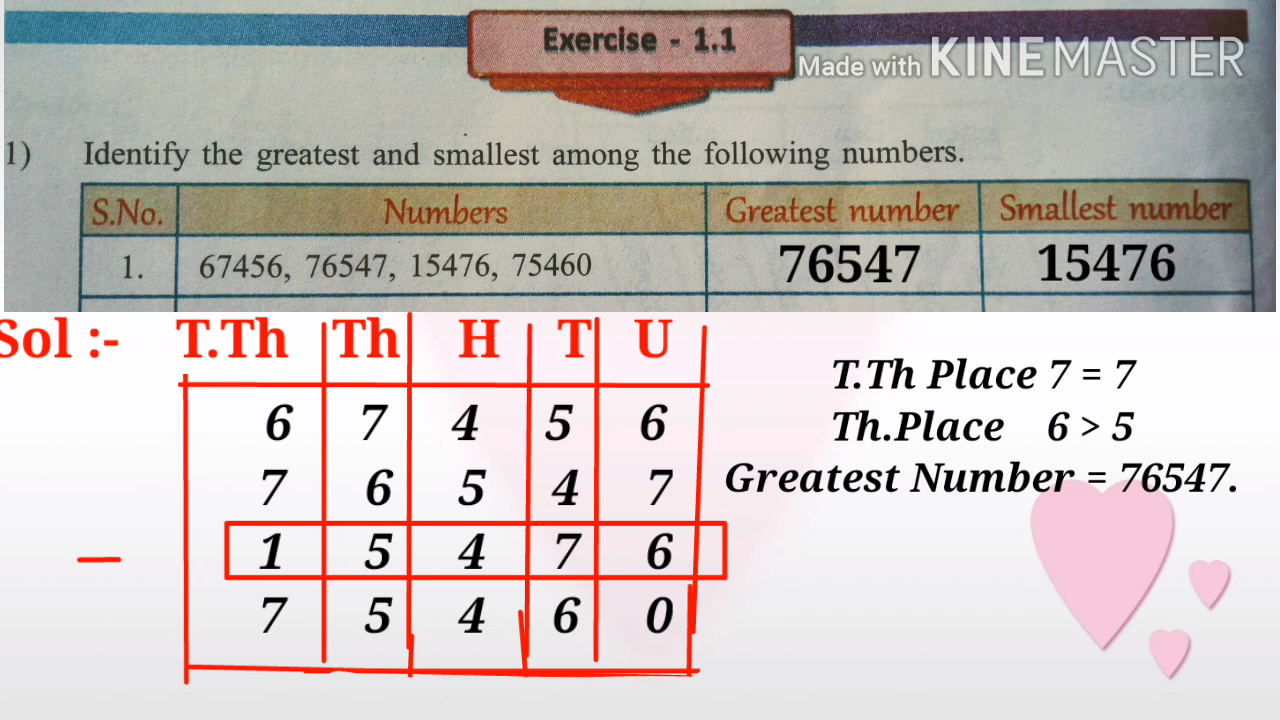 Exercise - 1.1
Made with KINEMASTER
1) Identify the greatest and smallest among the following numbers.
S.No. Numbers Greatest number Smallest number
1. 67456, 76547, 15476, 75460 76547 15476
Sol :- T.Th Th H T U
6 7 4 5 6
7 6 5 4 7
1 5 4 7 6
7 5 4 6 0
T.Th Place 7 = 7
Th.Place 6 > 5
Greatest Number = 76547.